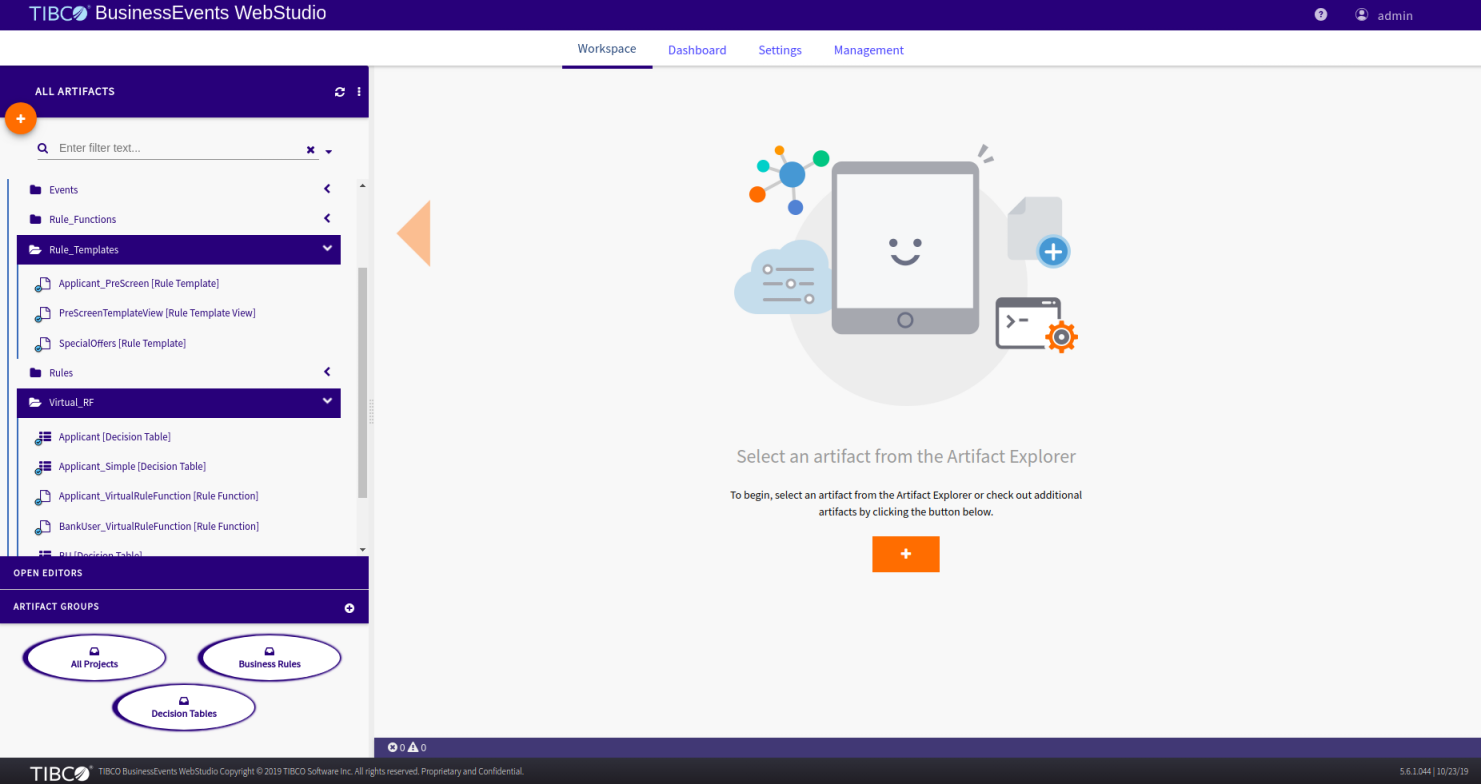 TIBCO BusinessEvents WebStudio
admin
Workspace
Dashboard
Settings
Management
ALL ARTIFACTS
Enter filter text...
Events
Rule_Functions
Rule_Templates
Applicant_PreScreen [Rule Template]
PreScreenTemplateView [Rule Template View]
SpecialOffers [Rule Template]
Rules
Virtual_RF
Applicant [Decision Table]
Applicant_Simple [Decision Table]
Applicant_VirtualRuleFunction [Rule Function]
BankUser_VirtualRuleFunction [Rule Function]
[Decision Table]
OPEN EDITORS
ARTIFACT GROUPS
All Projects
Business Rules
Decision Tables
Select an artifact from the Artifact Explorer
To begin, select an artifact from the Artifact Explorer or check out additional
artifacts by clicking the button below.
0 0
TIBCO TIBCO BusinessEvents WebStudio Copyright © 2019 TIBCO Software Inc. All rights reserved. Proprietary and Confidential.
5.6.1.044 | 10/23/19